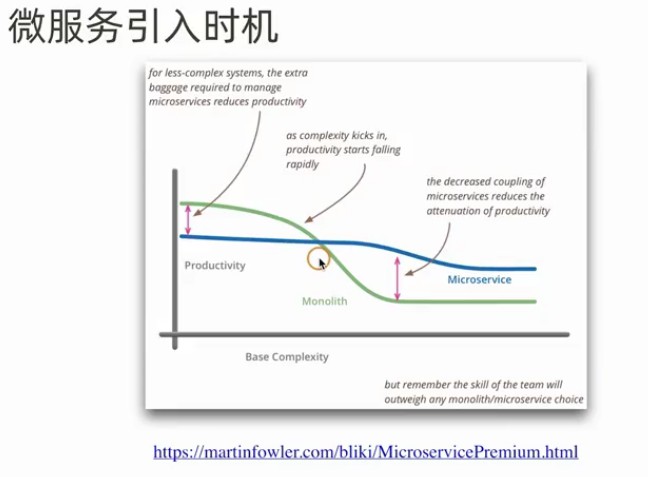 微服务引入时机
for less-complex systems, the extra
baggage required to manage
microservices reduces productivity
as complexity kicks in,
productivity starts falling
rapidly
the decreased coupling of
microservices reduces the
attenuation of productivity
Productivity
Microservice
Monolith
Base Complexity
but remember the skill of the team will
outweigh any monolith/microservice choice
https://martinfowler.com/bliki/MicroservicePremium.html